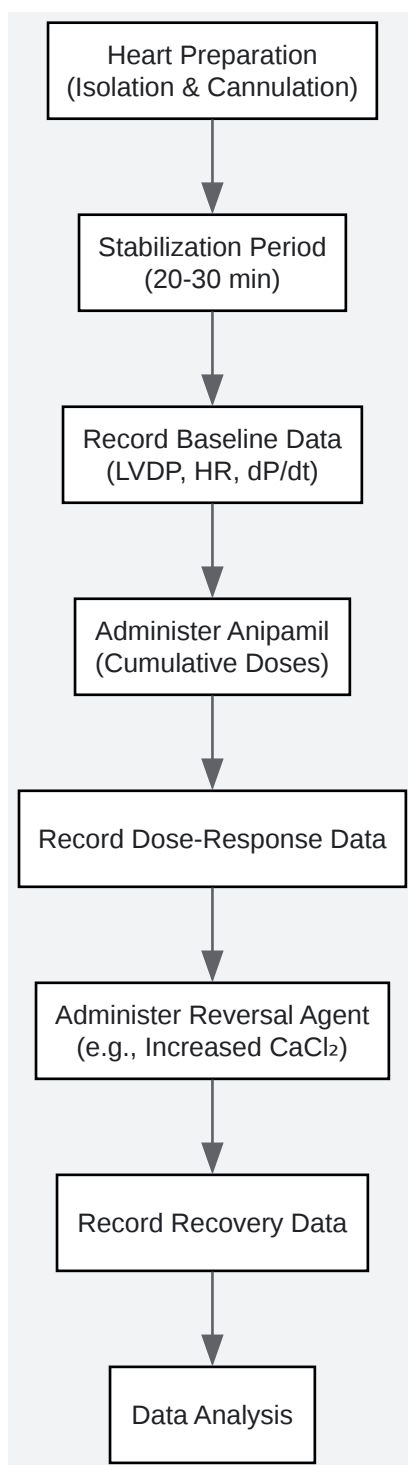 Heart Preparation
(Isolation & Cannulation)
Stabilization Period
(20-30 min)
Record Baseline Data
(LVDP, HR, dP/dt)
Administer Anipamil
(Cumulative Doses)
Record Dose-Response Data
Administer Reversal Agent
(e.g., Increased CaCl₂)
Record Recovery Data
Data Analysis